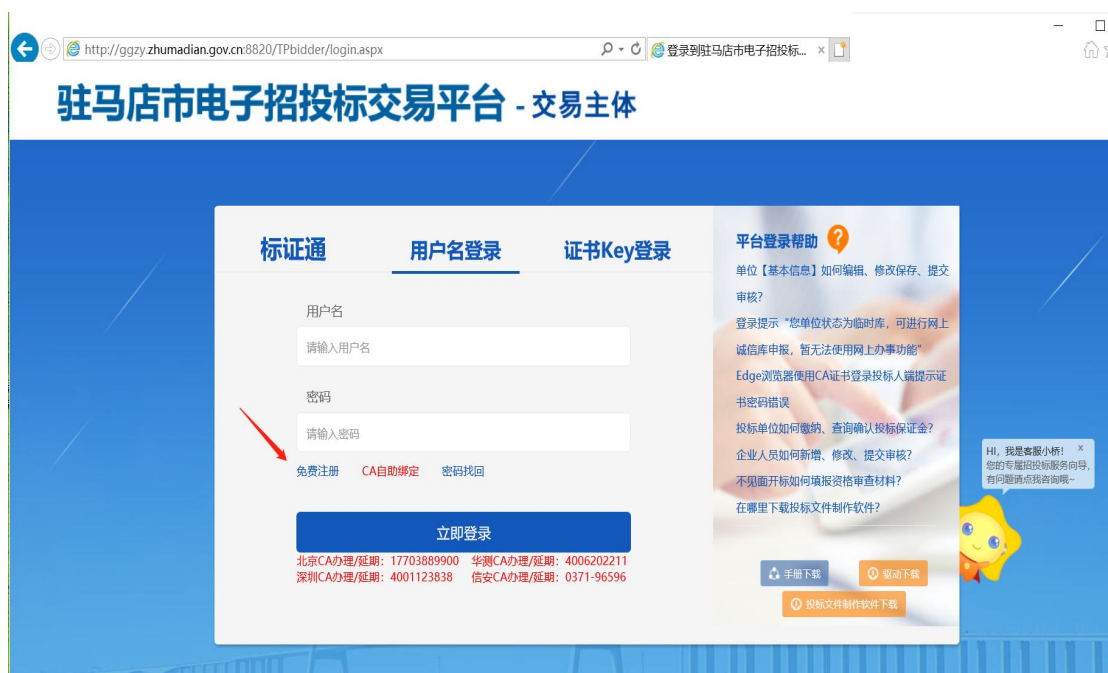 http://ggzy.zhumadian.gov.cn:8820/TPbidder/login.aspx
登录到驻马店市电子招投标...
驻马店市电子招投标交易平台 - 交易主体
标证通
用户名登录
证书Key登录
用户名
请输入用户名
密码
请输入密码
免费注册
CA自助绑定
密码找回
立即登录
北京CA办理/延期：17703889900 华测CA办理/延期：4006202211
深圳CA办理/延期：4001123838 信安CA办理/延期：0371-96596
平台登录帮助 ?
单位【基本信息】如何编辑、修改保存、提交
审核?
登录提示“您单位状态为临时库，可进行网上
诚信库申报，暂无法使用网上办事功能”
Edge浏览器使用CA证书登录投标人端提示证
书密码错误
投标单位如何缴纳、查询确认投标保证金?
企业人员如何新增、修改、提交审核?
不见面开标如何填报资格审查材料?
在哪里下载投标文件制作软件?
手册下载
驱动下载
投标文件制作软件下载
HI，我是客服小桥! X
您的专属招投标服务向导，
有问题请点我咨询哦~